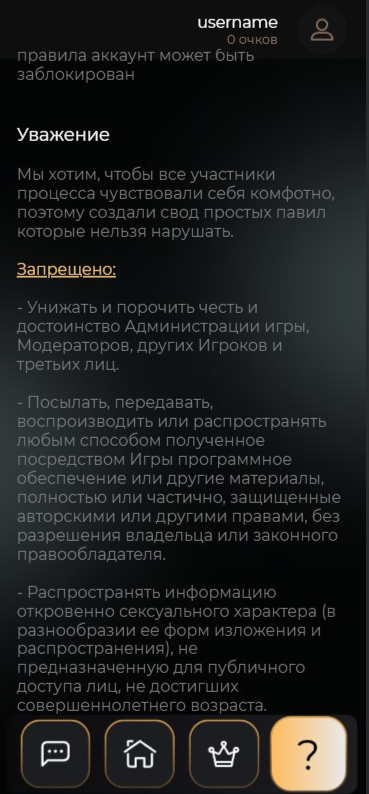 username
0 очков
правила аккаунт может быть
заблокирован
Уважение
Мы хотим, чтобы все участники
процесса чувствовали себя комфотно,
поэтому создали свод простых павил
которые нельзя нарушать.
Запрещено:
- Унижать и порочить честь и
достоинство Администрации игры,
Модераторов, других Игроков и
третьих лиц.
- Посылать, передавать,
воспроизводить или распространять
любым способом полученное
посредством Игры программное
обеспечение или другие материалы,
полностью или частично, защищенные
авторскими или другими правами, без
разрешения владельца или законного
правообладателя.
- Распространять информацию
откровенно сексуального характера (в
разнообразии ее форм изложения и
распространения), не
предназначенную для публичного
доступа лиц, не достигших
совершеннолетнего возраста.
?